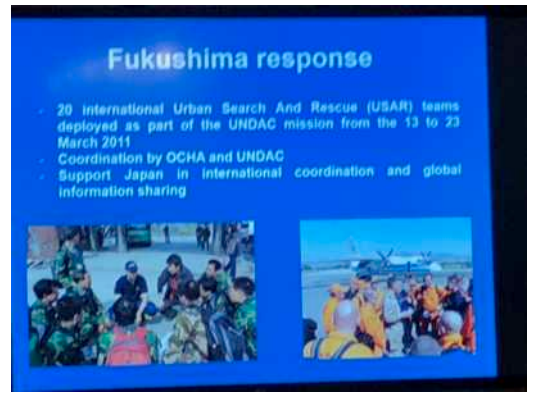 Fukushima response
- 20 international Urban Search And Rescue (USAR) teams
deployed as part of the UNDAC mission from the 13 to 23
March 2011
- Coordination by OCHA and UNDAC
- Support Japan in international coordination and global
information sharing